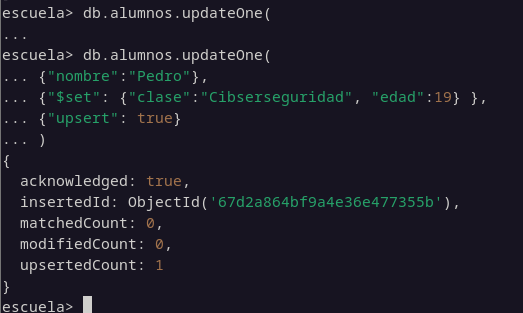 escuela> db.alumnos.updateOne(
...
escuela> db.alumnos.updateOne(
... {"nombre":"Pedro"},
... {"$set": {"clase":"Cibserseguridad", "edad":19} },
... {"upsert": true}
... )
{
  acknowledged: true,
  insertedId: ObjectId('67d2a864bf9a4e36e477355b'),
  matchedCount: 0,
  modifiedCount: 0,
  upsertedCount: 1
}
escuela>